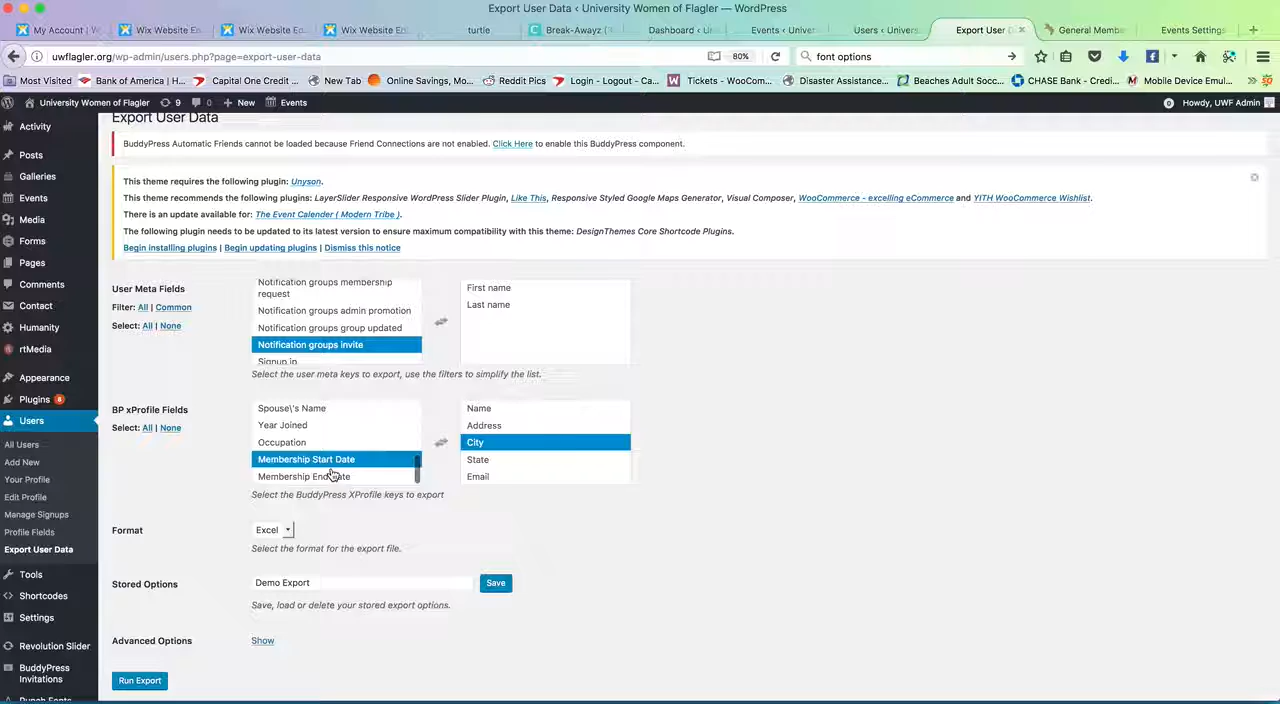 Export User Data ‹ University Women of Flagler — WordPress
My Account | W
Wix Website Ec
Wix Website Ec
Wix Website Edi
turtle
Break-Awayz | T
Dashboard ‹ Un
Events ‹ Univer
Users ‹ Univers
Export User D
General Membe
Events Settings
uwflagler.org/wp-admin/users.php?page=export-user-data
80%
font options
Most Visited
Bank of America | H...
Capital One Credit ...
New Tab
Online Savings, Mo...
Reddit Pics
Login - Logout - Ca...
Tickets - WooCom...
Disaster Assistance...
Beaches Adult Socc...
CHASE Bank - Credi...
Mobile Device Emul...
University Women of Flagler
9
0
New
Events
0
Howdy, UWF Admin
Activity
Posts
Galleries
Events
Media
Forms
Pages
Comments
Contact
Humanity
rtMedia
Appearance
Plugins 8
Users
All Users
Add New
Your Profile
Edit Profile
Manage Signups
Profile Fields
Export User Data
Tools
Shortcodes
Settings
Revolution Slider
BuddyPress
Invitations
Punch Fonts
Export User Data
BuddyPress Automatic Friends cannot be loaded because Friend Connections are not enabled. Click Here to enable this BuddyPress component.
This theme requires the following plugin: Unyson.
This theme recommends the following plugins: LayerSlider Responsive WordPress Slider Plugin, Like This, Responsive Styled Google Maps Generator, Visual Composer, WooCommerce - excelling eCommerce and YITH WooCommerce Wishlist.
There is an update available for: The Event Calender ( Modern Tribe ).
The following plugin needs to be updated to its latest version to ensure maximum compatibility with this theme: DesignThemes Core Shortcode Plugins.
Begin installing plugins | Begin updating plugins | Dismiss this notice
User Meta Fields
Filter: All | Common
Select: All | None
Notification groups membership
request
Notification groups admin promotion
Notification groups group updated
Notification groups invite
Signup ip
First name
Last name
Select the user meta keys to export, use the filters to simplify the list.
BP xProfile Fields
Select: All | None
Spouse\'s Name
Year Joined
Occupation
Membership Start Date
Membership End Date
Name
Address
City
State
Email
Select the BuddyPress XProfile keys to export
Format
Excel
Select the format for the export file.
Stored Options
Demo Export
Save
Save, load or delete your stored export options.
Advanced Options
Show
Run Export